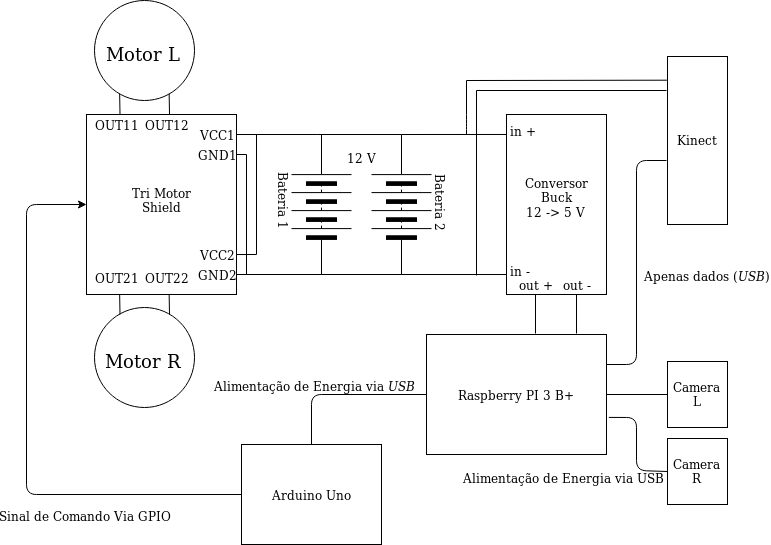 Motor L
OUT11 OUT12
VCC1
GND1
Tri Motor
Shield
VCC2
GND2
OUT21 OUT22
Motor R
12 V
Bateria 1
Bateria 2
in +
Conversor
Buck
12 -> 5 V
in -
out + out -
Kinect
Apenas dados (USB)
Alimentação de Energia via USB
Raspberry PI 3 B+
Camera
L
Camera
R
Alimentação de Energia via USB
Arduino Uno
Sinal de Comando Via GPIO